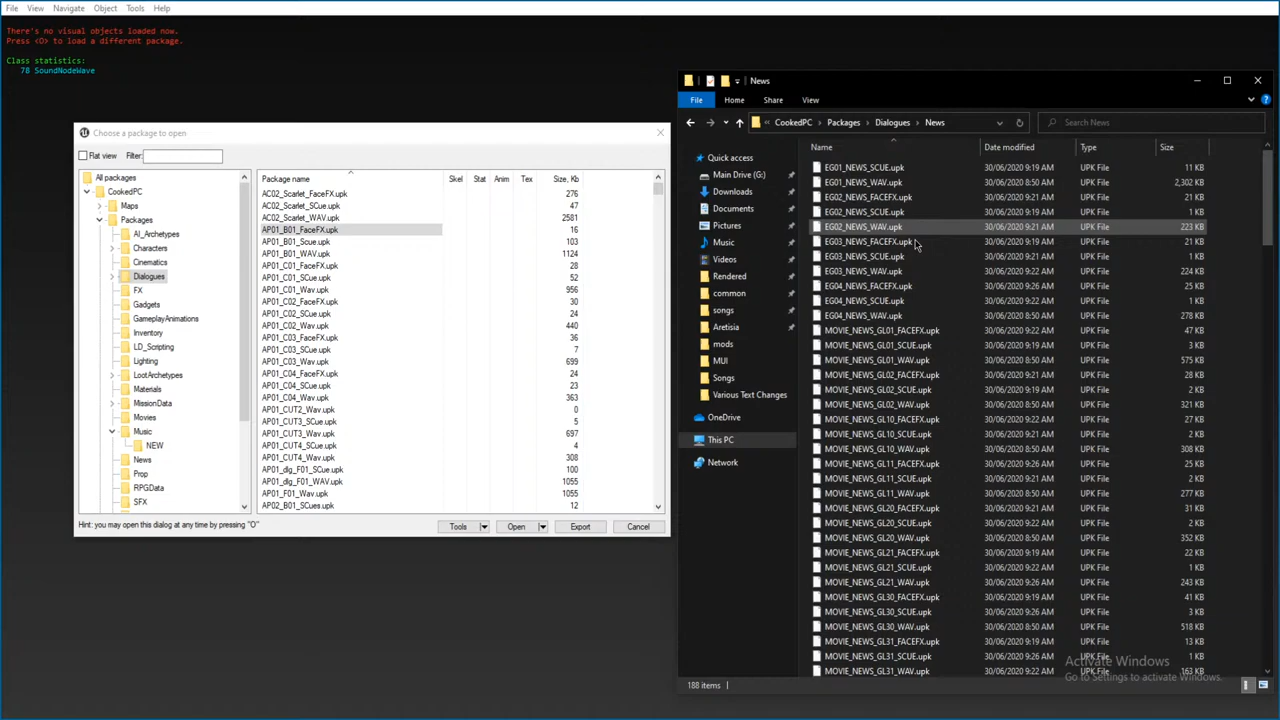 File View Navigate Object Tools Help
There's no visual objects loaded now.
Press <O> to load a different package.
Class statistics:
78 SoundNodeWave
Choose a package to open
Flat view Filter:
All packages
CookedPC
Maps
Packages
AI_Archetypes
Characters
Cinematics
Dialogues
FX
Gadgets
GameplayAnimations
Inventory
LD_Scripting
Lighting
LootArchetypes
Materials
MissionData
Movies
Music
NEW
News
Prop
RPGData
SFX
Package name Skel Stat Anim Tex Size, Kb
AC02_Scarlet_FaceFX.upk 276
AC02_Scarlet_SCue.upk 47
AC02_Scarlet_WAV.upk 2581
AP01_B01_FaceFX.upk 16
AP01_B01_Scue.upk 103
AP01_B01_WAV.upk 1124
AP01_C01_FaceFX.upk 28
AP01_C01_SCue.upk 52
AP01_C01_Wav.upk 956
AP01_C02_FaceFX.upk 30
AP01_C02_SCue.upk 24
AP01_C02_Wav.upk 440
AP01_C03_FaceFX.upk 36
AP01_C03_SCue.upk 7
AP01_C03_Wav.upk 699
AP01_C04_FaceFX.upk 24
AP01_C04_SCue.upk 23
AP01_C04_Wav.upk 363
AP01_CUT2_Wav.upk 0
AP01_CUT3_SCue.upk 5
AP01_CUT3_Wav.upk 697
AP01_CUT4_SCue.upk 4
AP01_CUT4_Wav.upk 308
AP01_dlg_F01_SCue.upk 100
AP01_dlg_F01_WAV.upk 1055
AP01_F01_Wav.upk 1055
AP02_B01_SCues.upk 12
Hint: you may open this dialog at any time by pressing "O"
Tools Open Export Cancel
News
File Home Share View
« CookedPC › Packages › Dialogues › News Search News
Quick access
Main Drive (G:)
Downloads
Documents
Pictures
Music
Videos
Rendered
common
songs
Aretisia
mods
MUI
Songs
Various Text Changes
OneDrive
This PC
Network
Name Date modified Type Size
EG01_NEWS_SCUE.upk 30/06/2020 9:19 AM UPK File 11 KB
EG01_NEWS_WAV.upk 30/06/2020 8:50 AM UPK File 2,302 KB
EG02_NEWS_FACEFX.upk 30/06/2020 9:21 AM UPK File 21 KB
EG02_NEWS_SCUE.upk 30/06/2020 9:19 AM UPK File 1 KB
EG02_NEWS_WAV.upk 30/06/2020 9:21 AM UPK File 223 KB
EG03_NEWS_FACEFX.upk 30/06/2020 9:19 AM UPK File 21 KB
EG03_NEWS_SCUE.upk 30/06/2020 9:21 AM UPK File 1 KB
EG03_NEWS_WAV.upk 30/06/2020 9:22 AM UPK File 224 KB
EG04_NEWS_FACEFX.upk 30/06/2020 9:26 AM UPK File 25 KB
EG04_NEWS_SCUE.upk 30/06/2020 9:22 AM UPK File 1 KB
EG04_NEWS_WAV.upk 30/06/2020 8:50 AM UPK File 278 KB
MOVIE_NEWS_GL01_FACEFX.upk 30/06/2020 9:22 AM UPK File 47 KB
MOVIE_NEWS_GL01_SCUE.upk 30/06/2020 9:19 AM UPK File 3 KB
MOVIE_NEWS_GL01_WAV.upk 30/06/2020 8:50 AM UPK File 575 KB
MOVIE_NEWS_GL02_FACEFX.upk 30/06/2020 9:21 AM UPK File 28 KB
MOVIE_NEWS_GL02_SCUE.upk 30/06/2020 9:19 AM UPK File 2 KB
MOVIE_NEWS_GL02_WAV.upk 30/06/2020 8:50 AM UPK File 321 KB
MOVIE_NEWS_GL10_FACEFX.upk 30/06/2020 9:19 AM UPK File 29 KB
MOVIE_NEWS_GL10_SCUE.upk 30/06/2020 9:21 AM UPK File 2 KB
MOVIE_NEWS_GL10_WAV.upk 30/06/2020 8:50 AM UPK File 308 KB
MOVIE_NEWS_GL11_FACEFX.upk 30/06/2020 9:26 AM UPK File 25 KB
MOVIE_NEWS_GL11_SCUE.upk 30/06/2020 9:21 AM UPK File 2 KB
MOVIE_NEWS_GL11_WAV.upk 30/06/2020 8:50 AM UPK File 277 KB
MOVIE_NEWS_GL20_FACEFX.upk 30/06/2020 9:21 AM UPK File 31 KB
MOVIE_NEWS_GL20_SCUE.upk 30/06/2020 9:22 AM UPK File 2 KB
MOVIE_NEWS_GL20_WAV.upk 30/06/2020 8:50 AM UPK File 352 KB
MOVIE_NEWS_GL21_FACEFX.upk 30/06/2020 9:19 AM UPK File 22 KB
MOVIE_NEWS_GL21_SCUE.upk 30/06/2020 9:22 AM UPK File 1 KB
MOVIE_NEWS_GL21_WAV.upk 30/06/2020 8:50 AM UPK File 243 KB
MOVIE_NEWS_GL30_FACEFX.upk 30/06/2020 9:19 AM UPK File 41 KB
MOVIE_NEWS_GL30_SCUE.upk 30/06/2020 9:26 AM UPK File 3 KB
MOVIE_NEWS_GL30_WAV.upk 30/06/2020 8:50 AM UPK File 518 KB
MOVIE_NEWS_GL31_FACEFX.upk 30/06/2020 9:19 AM UPK File 13 KB
MOVIE_NEWS_GL31_SCUE.upk 30/06/2020 9:26 AM UPK File 1 KB
MOVIE_NEWS_GL31_WAV.upk 30/06/2020 9:22 AM UPK File 163 KB
188 items
Activate Windows
Go to Settings to activate Windows.